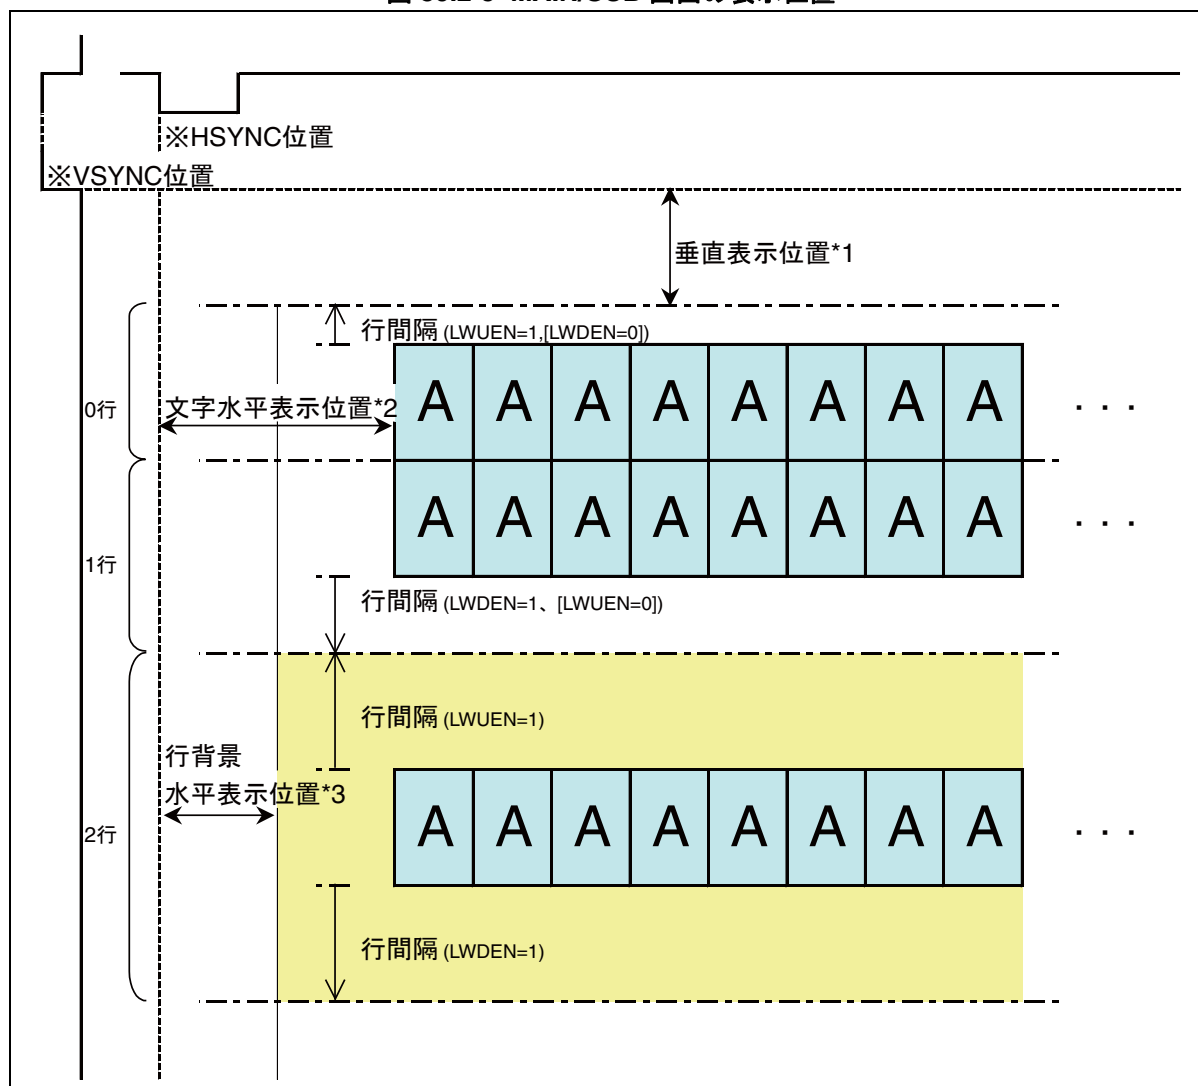 ※HSYNC位置
※VSYNC位置
垂直表示位置*1
行間隔 (LWUEN=1,[LWDEN=0])
0行
文字水平表示位置*2
A A A A A A A A ・・・
1行
A A A A A A A A ・・・
行間隔 (LWDEN=1、[LWUEN=0])
行間隔 (LWUEN=1)
行背景
水平表示位置*3
2行
A A A A A A A A ・・・
行間隔 (LWDEN=1)